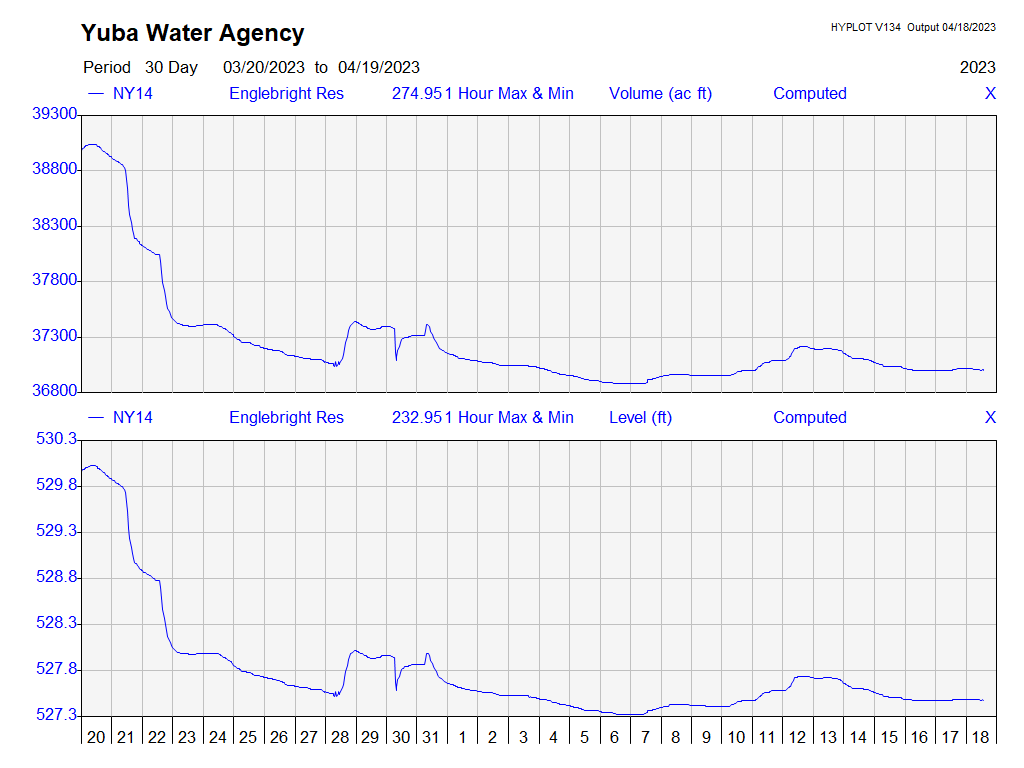 Yuba Water Agency
HYPLOT V134 Output 04/18/2023
Period 30 Day 03/20/2023 to 04/19/2023 2023
NY14 Englebright Res 274.951 Hour Max & Min Volume (ac ft) Computed X
39300
38800
38300
37800
37300
36800
NY14 Englebright Res 232.951 Hour Max & Min Level (ft) Computed X
530.3
529.8
529.3
528.8
528.3
527.8
527.3
20 21 22 23 24 25 26 27 28 29 30 31 1 2 3 4 5 6 7 8 9 10 11 12 13 14 15 16 17 18